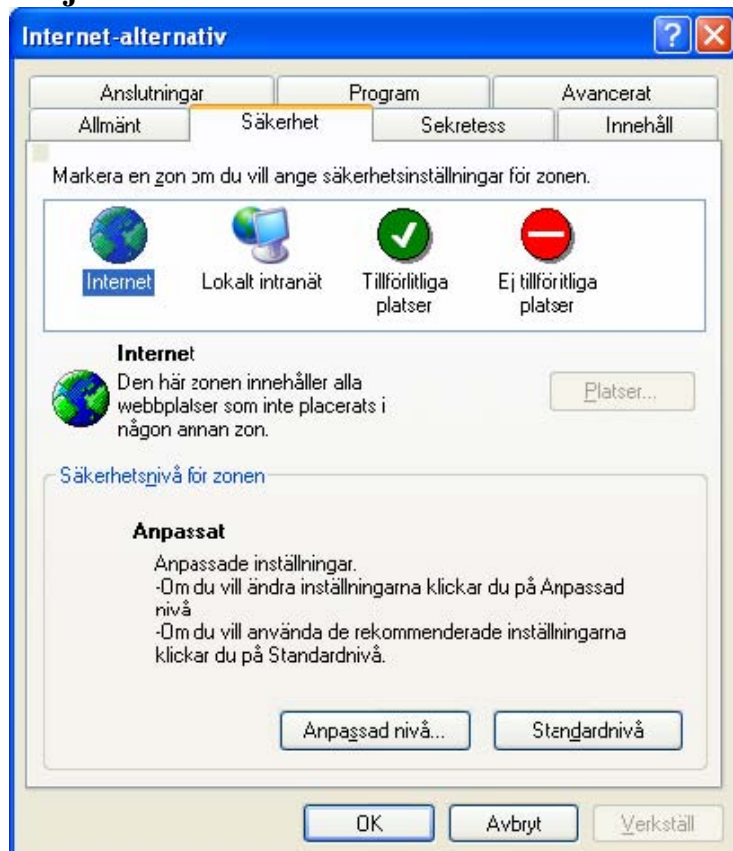 Internet-alternativ
Anslutningar Program Avancerat
Allmänt Säkerhet Sekretess Innehåll
Markera en zon om du vill ange säkerhetsinställningar för zonen.
Internet Lokalt intranät Tillförlitliga platser Ej tillförlitliga platser
Internet
Den här zonen innehåller alla
webbplatser som inte placerats i
någon annan zon.
Platser...
Säkerhetsnivå för zonen
Anpassat
Anpassade inställningar.
-Om du vill ändra inställningarna klickar du på Anpassad
nivå
-Om du vill använda de rekommenderade inställningarna
klickar du på Standardnivå.
Anpassad nivå... Standardnivå
OK Avbryt Verkställ